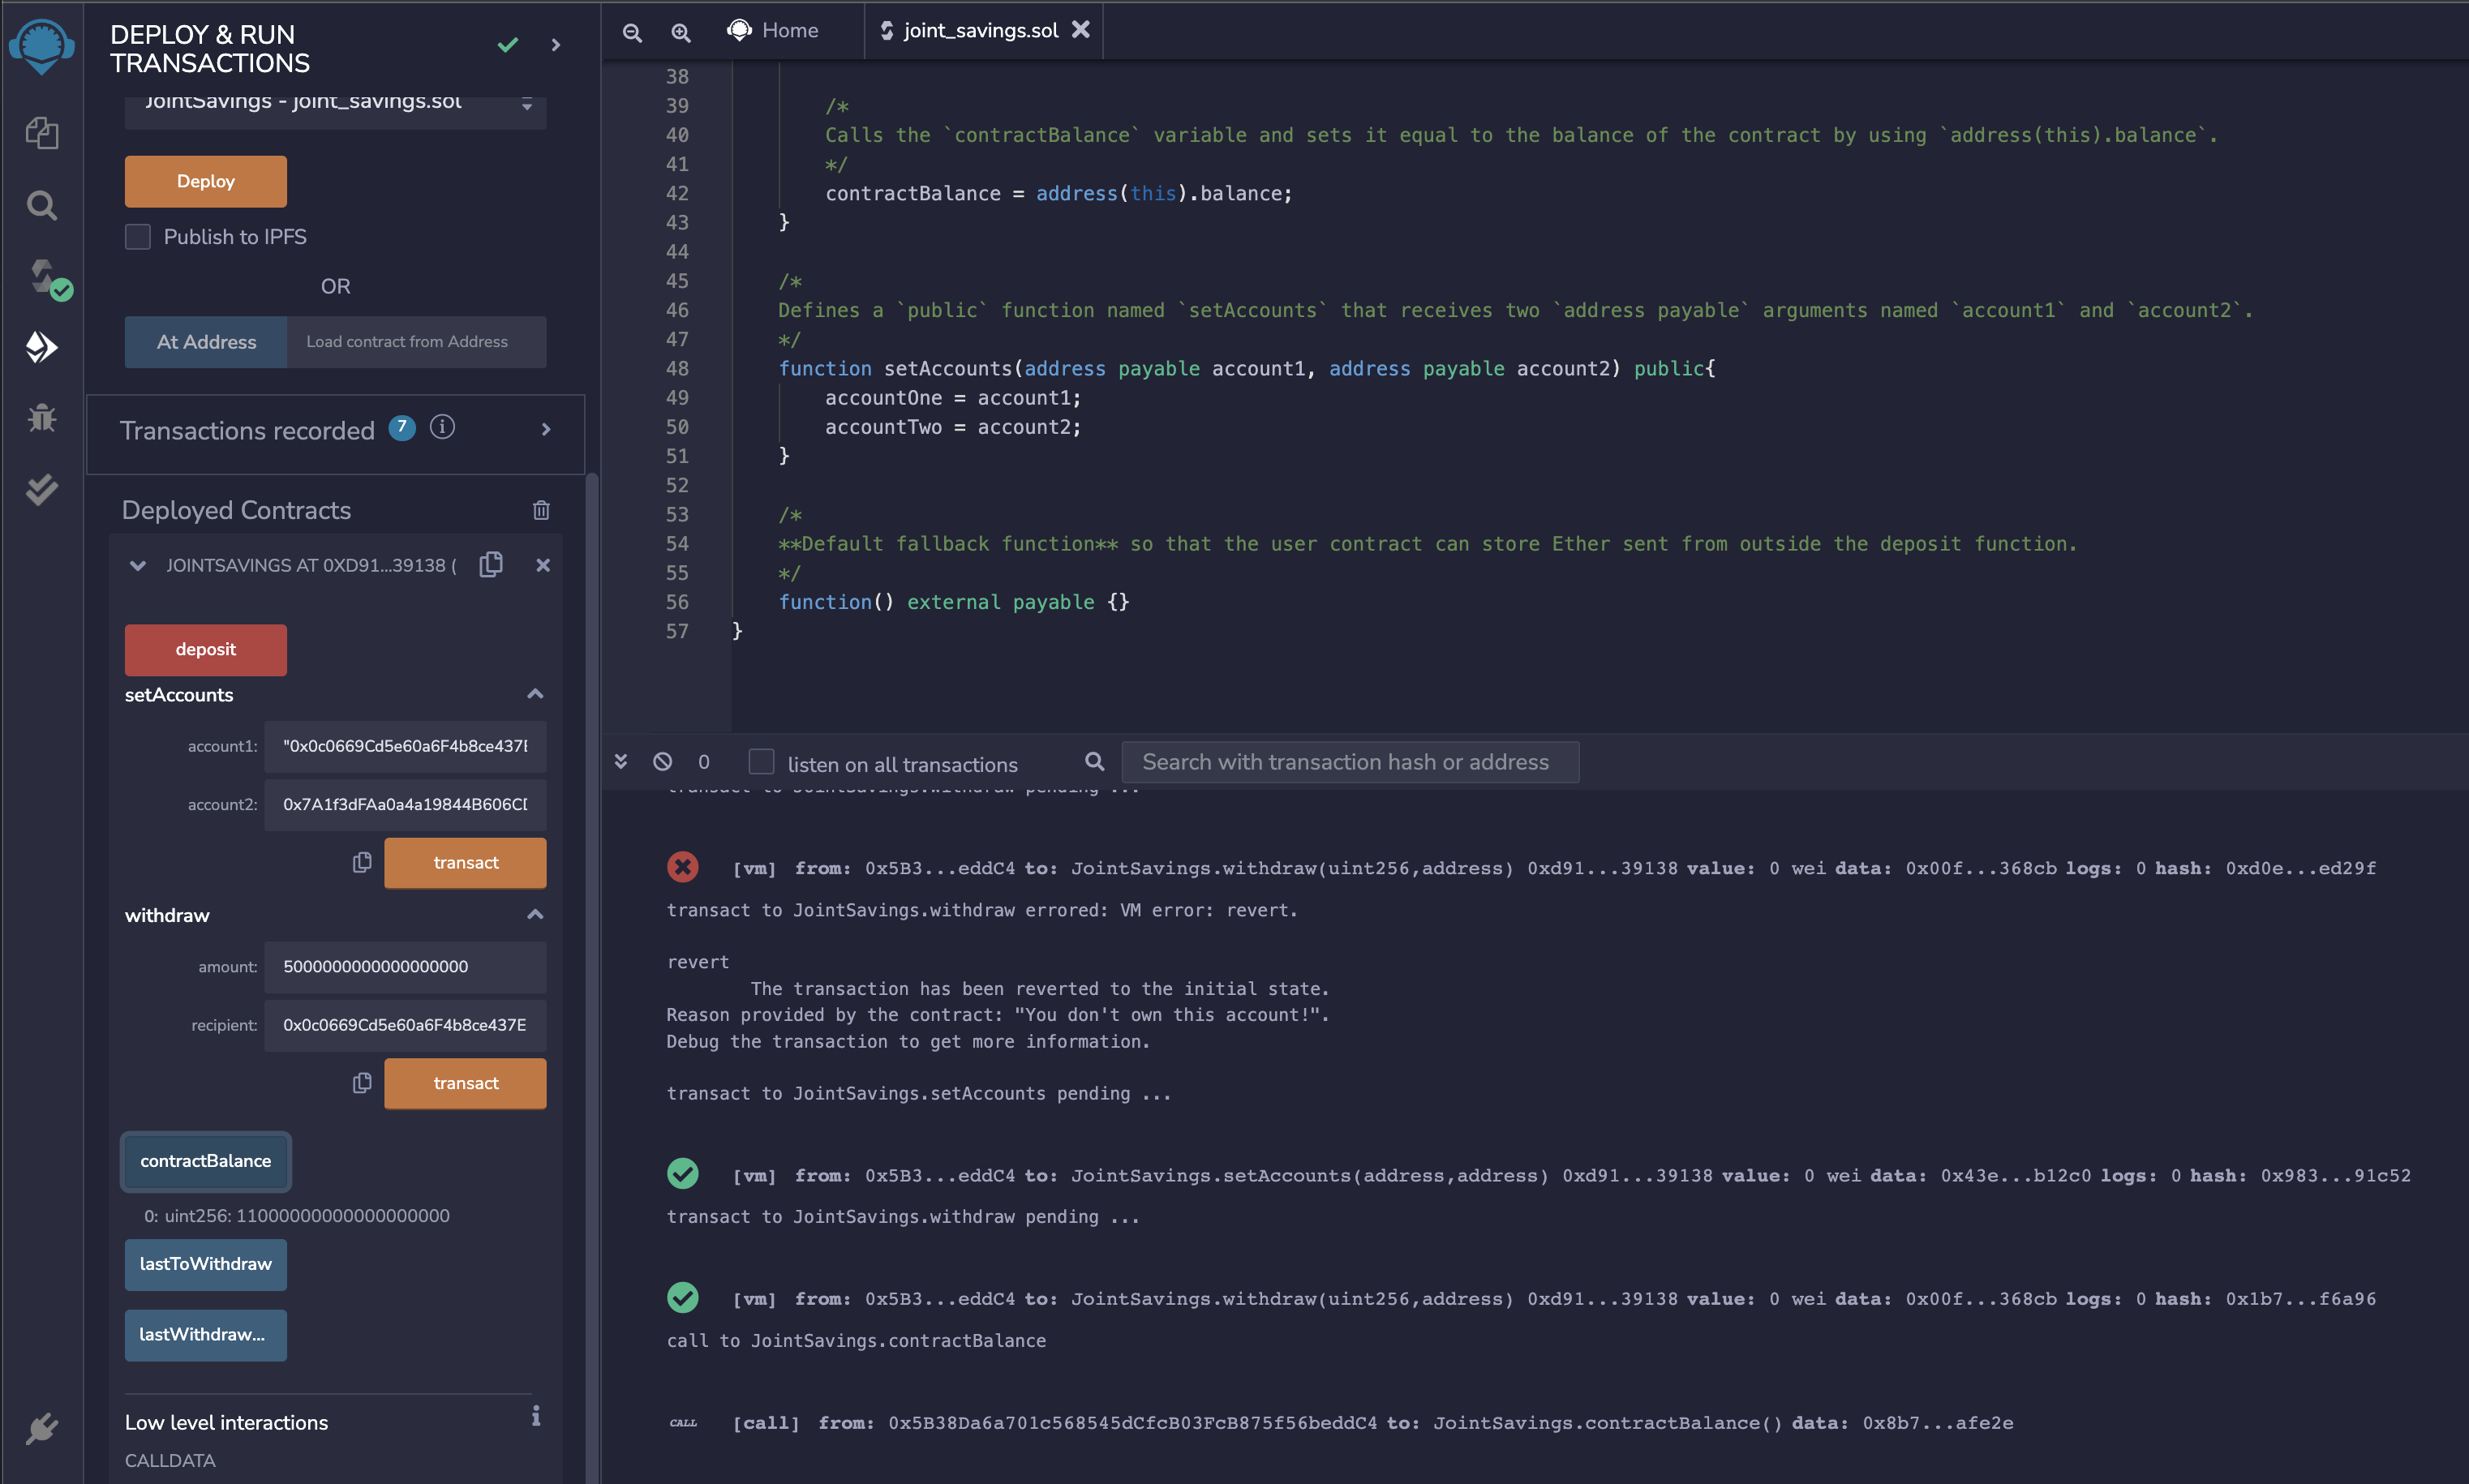 DEPLOY & RUN
TRANSACTIONS
JointSavings - joint_savings.sol
Deploy
Publish to IPFS
OR
At Address
Load contract from Address
Transactions recorded 7
Deployed Contracts
JOINTSAVINGS AT 0XD91...39138 (
deposit
setAccounts
account1: "0x0c0669Cd5e60a6F4b8ce437E
account2: 0x7A1f3dFAa0a4a19844B606CD
transact
withdraw
amount: 5000000000000000000
recipient: 0x0c0669Cd5e60a6F4b8ce437E
transact
contractBalance
0: uint256: 11000000000000000000
lastToWithdraw
lastWithdraw...
Low level interactions
CALLDATA
Home
joint_savings.sol
38
39 /*
40 Calls the `contractBalance` variable and sets it equal to the balance of the contract by using `address(this).balance`.
41 */
42 contractBalance = address(this).balance;
43 }
44
45 /*
46 Defines a `public` function named `setAccounts` that receives two `address payable` arguments named `account1` and `account2`.
47 */
48 function setAccounts(address payable account1, address payable account2) public{
49 accountOne = account1;
50 accountTwo = account2;
51 }
52
53 /*
54 **Default fallback function** so that the user contract can store Ether sent from outside the deposit function.
55 */
56 function() external payable {}
57 }
0
listen on all transactions
Search with transaction hash or address
transact to JointSavings.withdraw pending ...
[vm] from: 0x5B3...eddC4 to: JointSavings.withdraw(uint256,address) 0xd91...39138 value: 0 wei data: 0x00f...368cb logs: 0 hash: 0xd0e...ed29f
transact to JointSavings.withdraw errored: VM error: revert.
revert
The transaction has been reverted to the initial state.
Reason provided by the contract: "You don't own this account!".
Debug the transaction to get more information.
transact to JointSavings.setAccounts pending ...
[vm] from: 0x5B3...eddC4 to: JointSavings.setAccounts(address,address) 0xd91...39138 value: 0 wei data: 0x43e...b12c0 logs: 0 hash: 0x983...91c52
transact to JointSavings.withdraw pending ...
[vm] from: 0x5B3...eddC4 to: JointSavings.withdraw(uint256,address) 0xd91...39138 value: 0 wei data: 0x00f...368cb logs: 0 hash: 0x1b7...f6a96
call to JointSavings.contractBalance
CALL [call] from: 0x5B38Da6a701c568545dCfcB03FcB875f56beddC4 to: JointSavings.contractBalance() data: 0x8b7...afe2e